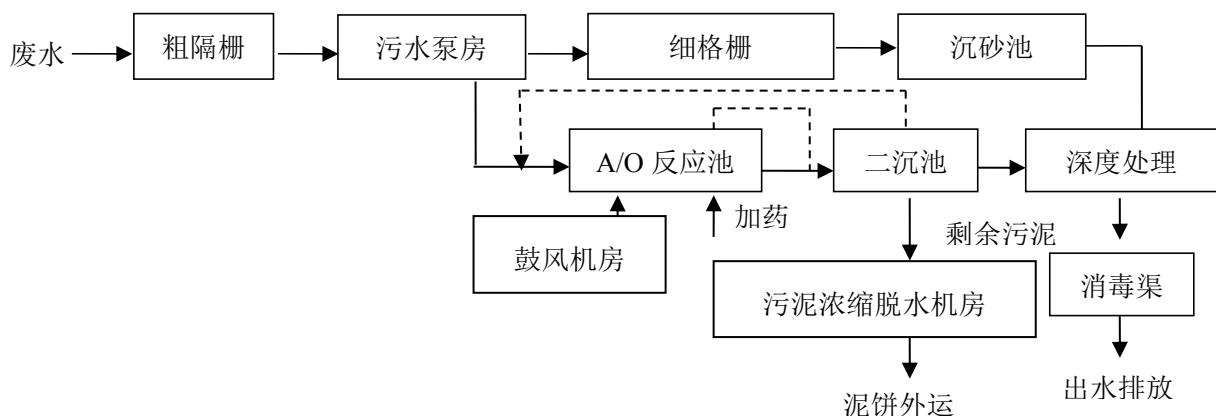 废水
粗隔栅
污水泵房
细格栅
沉砂池
A/O 反应池
二沉池
深度处理
加药
鼓风机房
剩余污泥
污泥浓缩脱水机房
消毒渠
泥饼外运
出水排放